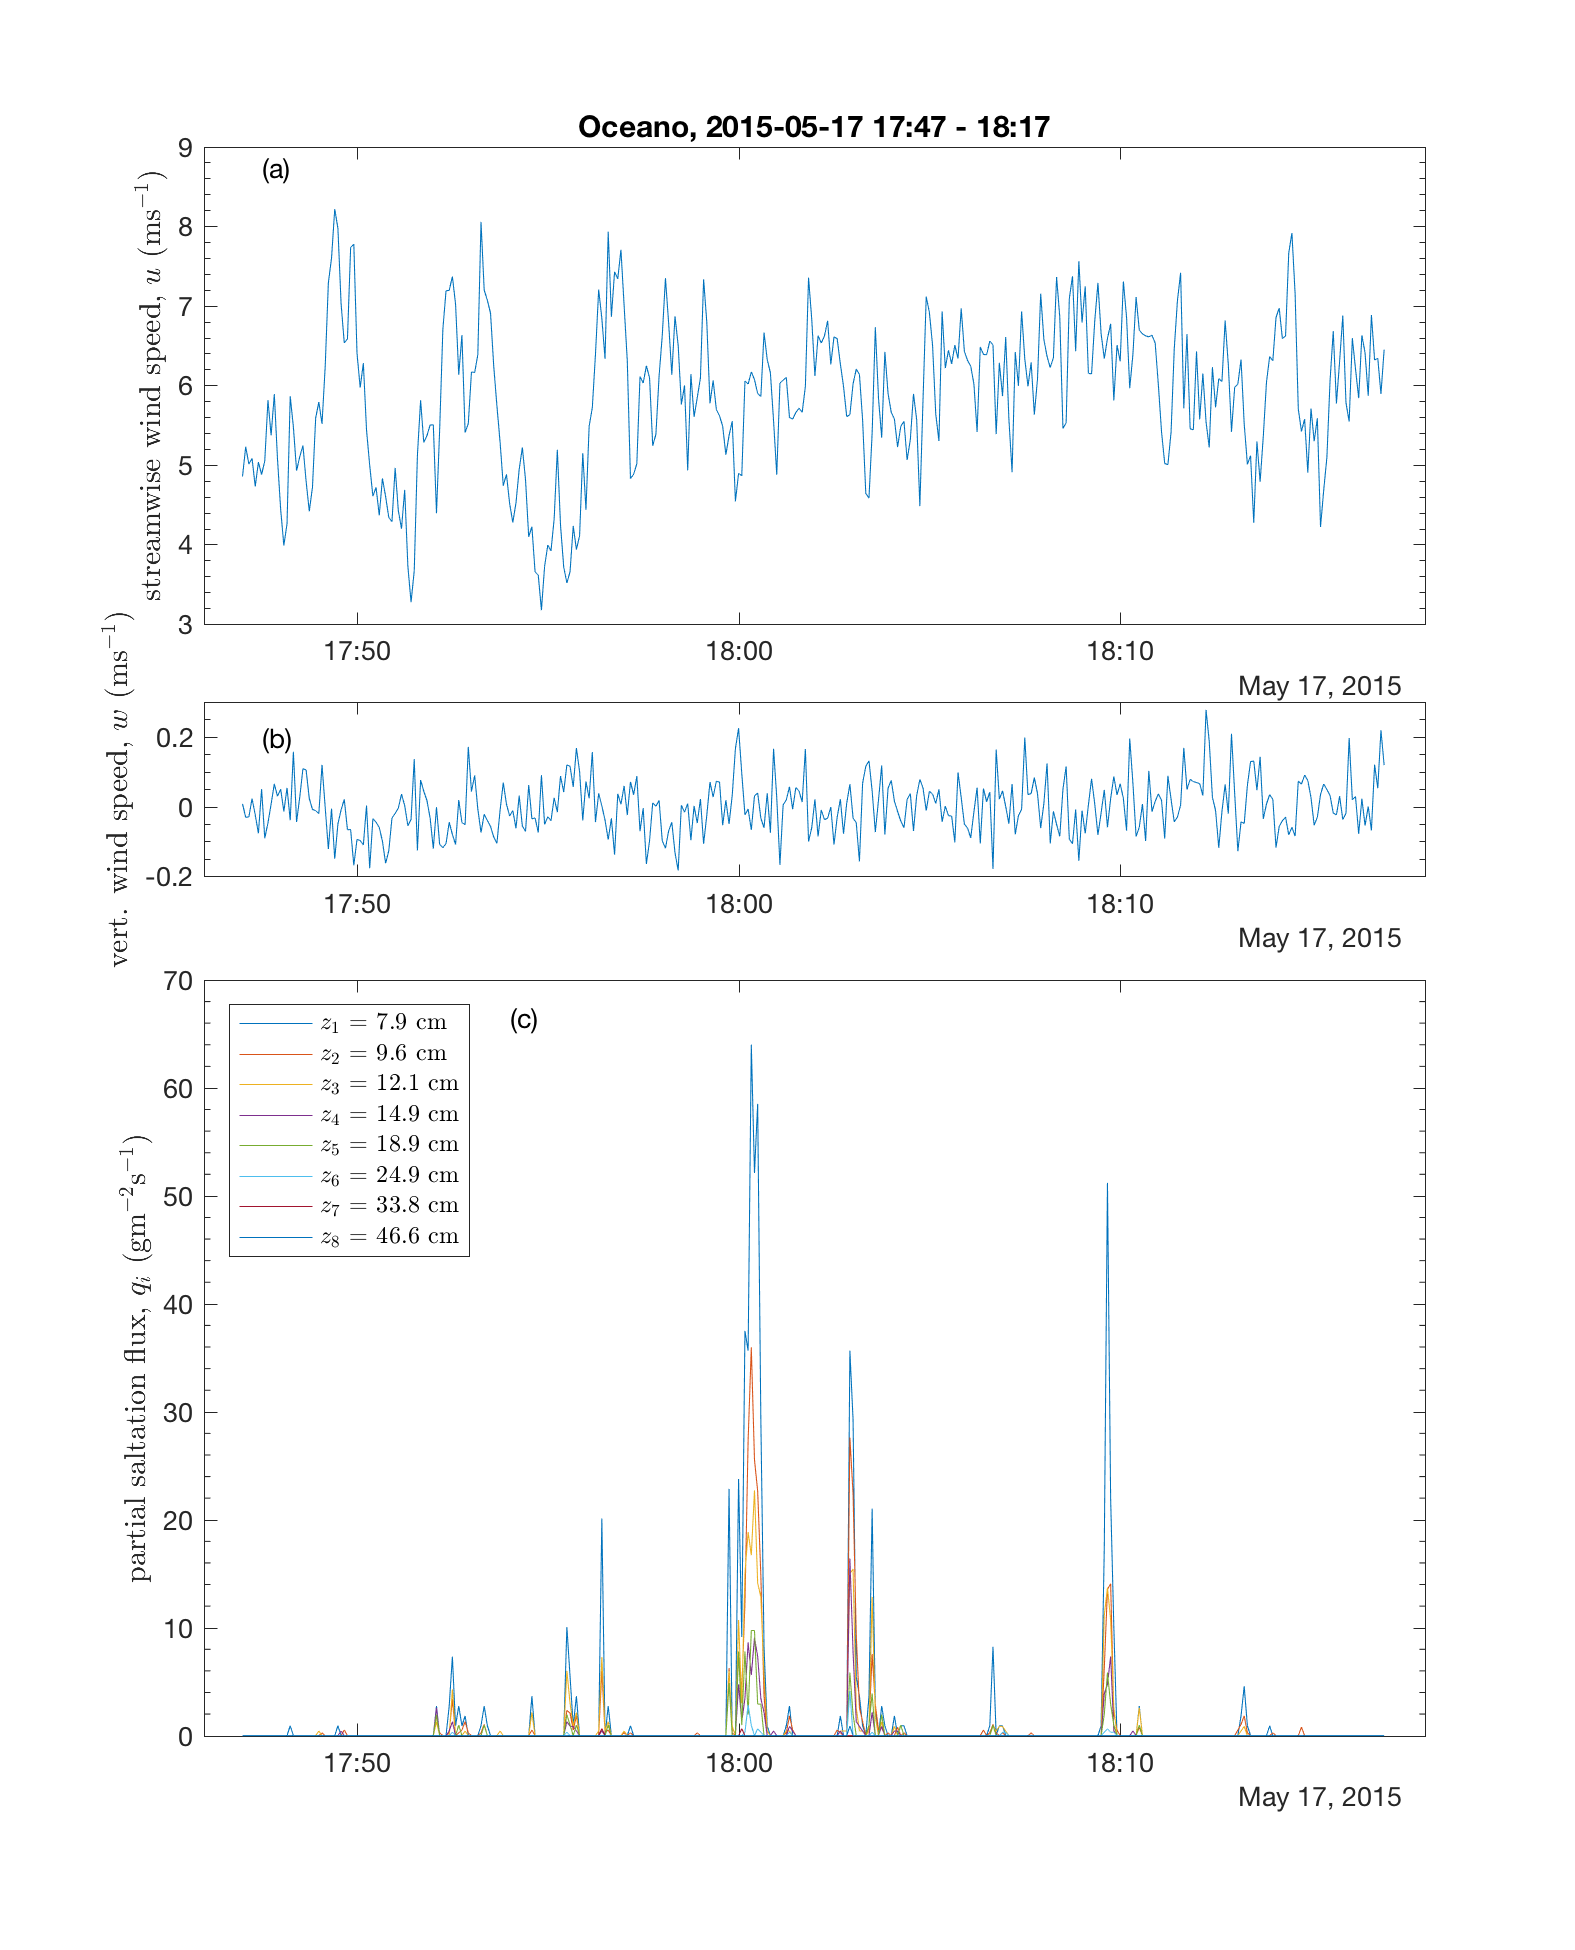 Oceano, 2015-05-17 17:47 - 18:17
(a)
streamwise wind speed, u (ms⁻¹)
9
8
7
6
5
4
3
17:50 18:00 18:10
May 17, 2015
(b)
vert. wind speed, w (ms⁻¹)
0.2
0
-0.2
17:50 18:00 18:10
May 17, 2015
(c)
partial saltation flux, qᵢ (gm⁻²s⁻¹)
70
60
50
40
30
20
10
0
z₁ = 7.9 cm
z₂ = 9.6 cm
z₃ = 12.1 cm
z₄ = 14.9 cm
z₅ = 18.9 cm
z₆ = 24.9 cm
z₇ = 33.8 cm
z₈ = 46.6 cm
17:50 18:00 18:10
May 17, 2015